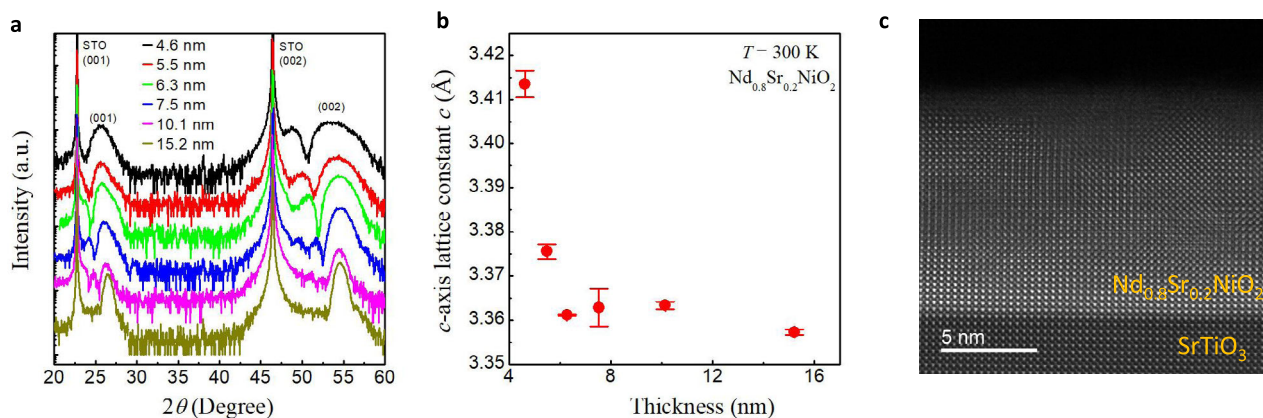 a
STO
(001)
4.6 nm
5.5 nm
6.3 nm
7.5 nm
10.1 nm
15.2 nm
STO
(002)
(001)
(002)
Intensity (a.u.)
20 25 30 35 40 45 50 55 60
2θ (Degree)
b
T = 300 K
Nd0.8Sr0.2NiO2
c-axis lattice constant c (Å)
3.42
3.41
3.40
3.39
3.38
3.37
3.36
3.35
4 8 12 16
Thickness (nm)
c
Nd0.8Sr0.2NiO2
5 nm
SrTiO3